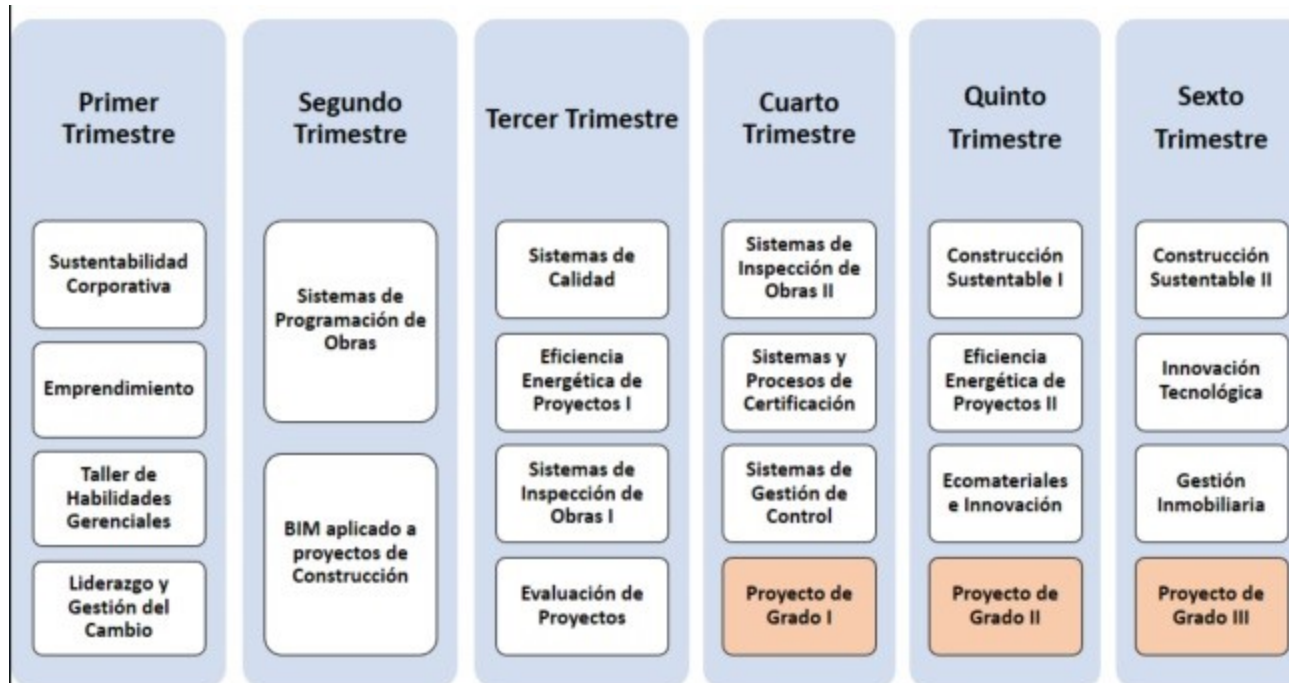 Primer
Trimestre
Sustentabilidad
Corporativa
Emprendimiento
Taller de
Habilidades
Gerenciales
Liderazgo y
Gestión del
Cambio
Segundo
Trimestre
Sistemas de
Programación de
Obras
BIM aplicado a
proyectos de
Construcción
Tercer Trimestre
Sistemas de
Calidad
Eficiencia
Energética de
Proyectos I
Sistemas de
Inspección de
Obras I
Evaluación de
Proyectos
Cuarto
Trimestre
Sistemas de
Inspección de
Obras II
Sistemas y
Procesos de
Certificación
Sistemas de
Gestión de
Control
Proyecto de
Grado I
Quinto
Trimestre
Construcción
Sustentable I
Eficiencia
Energética de
Proyectos II
Ecomateriales
e Innovación
Proyecto de
Grado II
Sexto
Trimestre
Construcción
Sustentable II
Innovación
Tecnológica
Gestión
Inmobiliaria
Proyecto de
Grado III